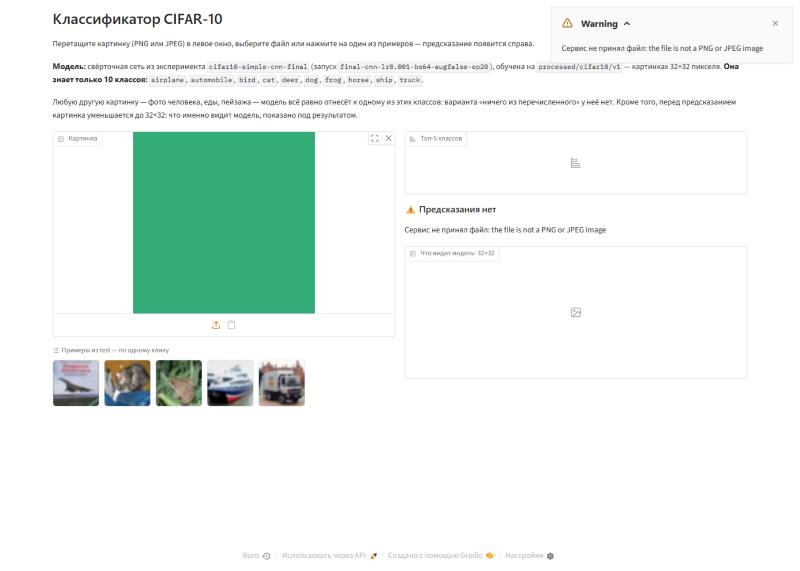 Классификатор CIFAR-10
Warning
Сервис не принял файл: the file is not a PNG or JPEG image
Перетащите картинку (PNG или JPEG) в левое окно, выберите файл или нажмите на один из примеров — предсказание появится справа.
Модель: свёрточная сеть из эксперимента cifar10-simple-cnn-final (запуск final-cnn-lr0.001-bs64-augfalse-ep20), обучена на processed/cifar10/v1 — картинках 32×32 пикселя. Она
знает только 10 классов: airplane, automobile, bird, cat, deer, dog, frog, horse, ship, truck.
Любую другую картинку — фото человека, еды, пейзажа — модель всё равно отнесёт к одному из этих классов: варианта «ничего из перечисленного» у неё нет. Кроме того, перед предсказанием
картинка уменьшается до 32×32: что именно видит модель, показано под результатом.
Картинка
Топ-5 классов
Предсказания нет
Сервис не принял файл: the file is not a PNG or JPEG image
Что видит модель: 32×32
Примеры из test — по одному клику
Runs · Использовать через API · Создано с помощью Gradio · Настройки